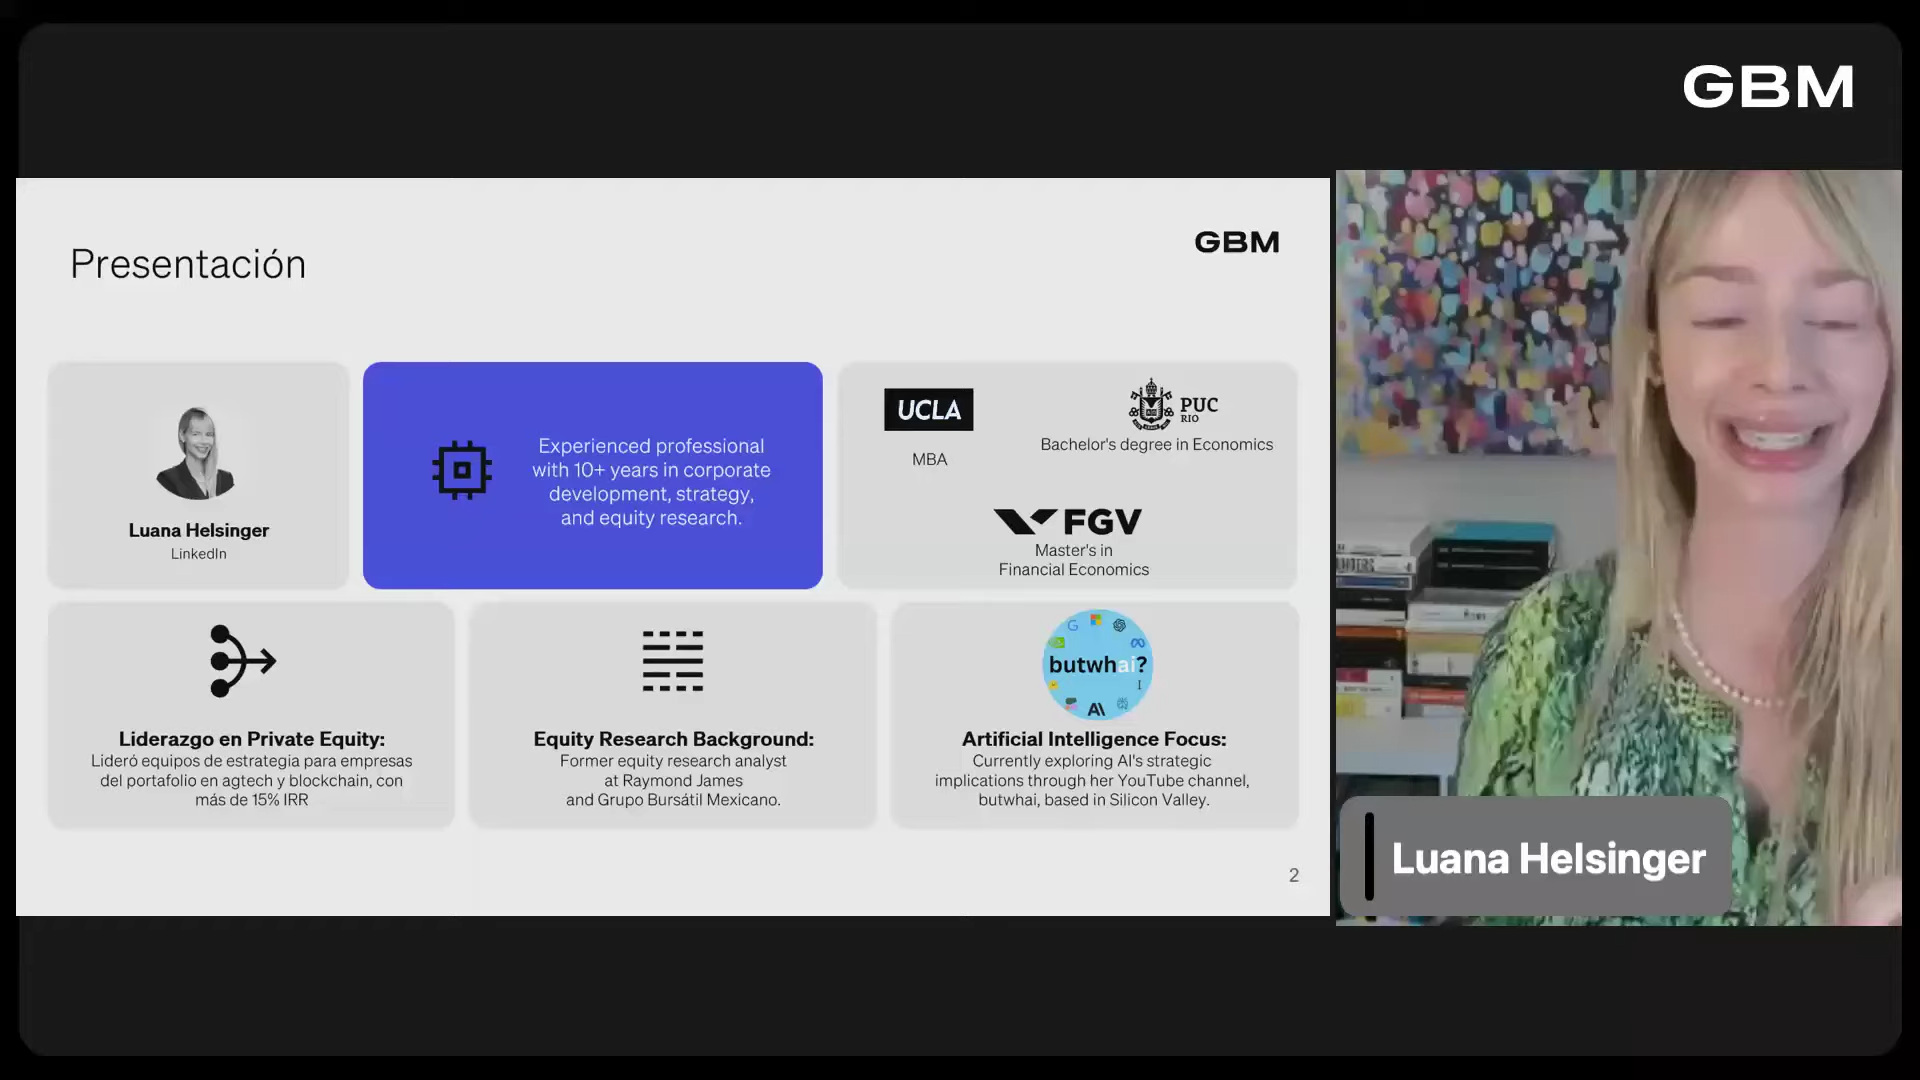 GBM
Presentación
GBM
Luana Helsinger
LinkedIn
Experienced professional
with 10+ years in corporate
development, strategy,
and equity research.
UCLA
MBA
PUC
RIO
Bachelor's degree in Economics
FGV
Master's in
Financial Economics
Liderazgo en Private Equity:
Lideró equipos de estrategia para empresas
del portafolio en agtech y blockchain, con
más de 15% IRR
Equity Research Background:
Former equity research analyst
at Raymond James
and Grupo Bursátil Mexicano.
butwhai?
Artificial Intelligence Focus:
Currently exploring AI's strategic
implications through her YouTube channel,
butwhai, based in Silicon Valley.
2
Luana Helsinger